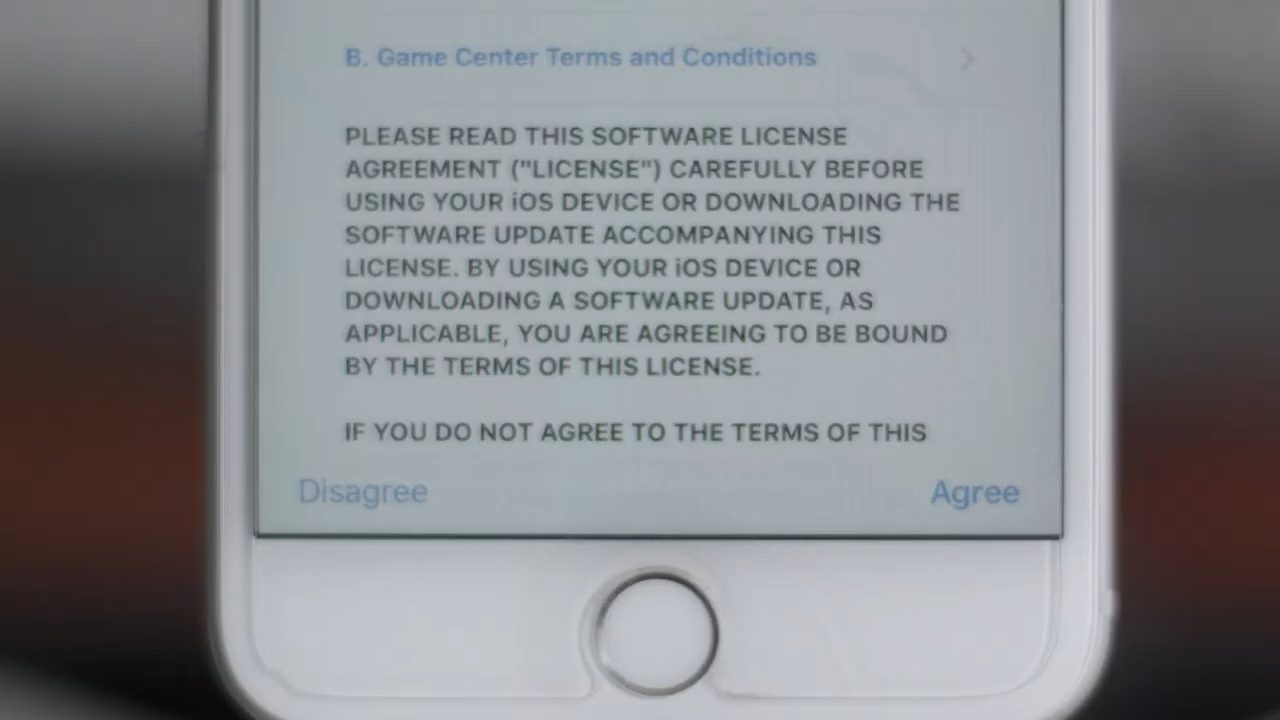 B. Game Center Terms and Conditions
PLEASE READ THIS SOFTWARE LICENSE
AGREEMENT ("LICENSE") CAREFULLY BEFORE
USING YOUR iOS DEVICE OR DOWNLOADING THE
SOFTWARE UPDATE ACCOMPANYING THIS
LICENSE. BY USING YOUR iOS DEVICE OR
DOWNLOADING A SOFTWARE UPDATE, AS
APPLICABLE, YOU ARE AGREEING TO BE BOUND
BY THE TERMS OF THIS LICENSE.
IF YOU DO NOT AGREE TO THE TERMS OF THIS
Disagree Agree